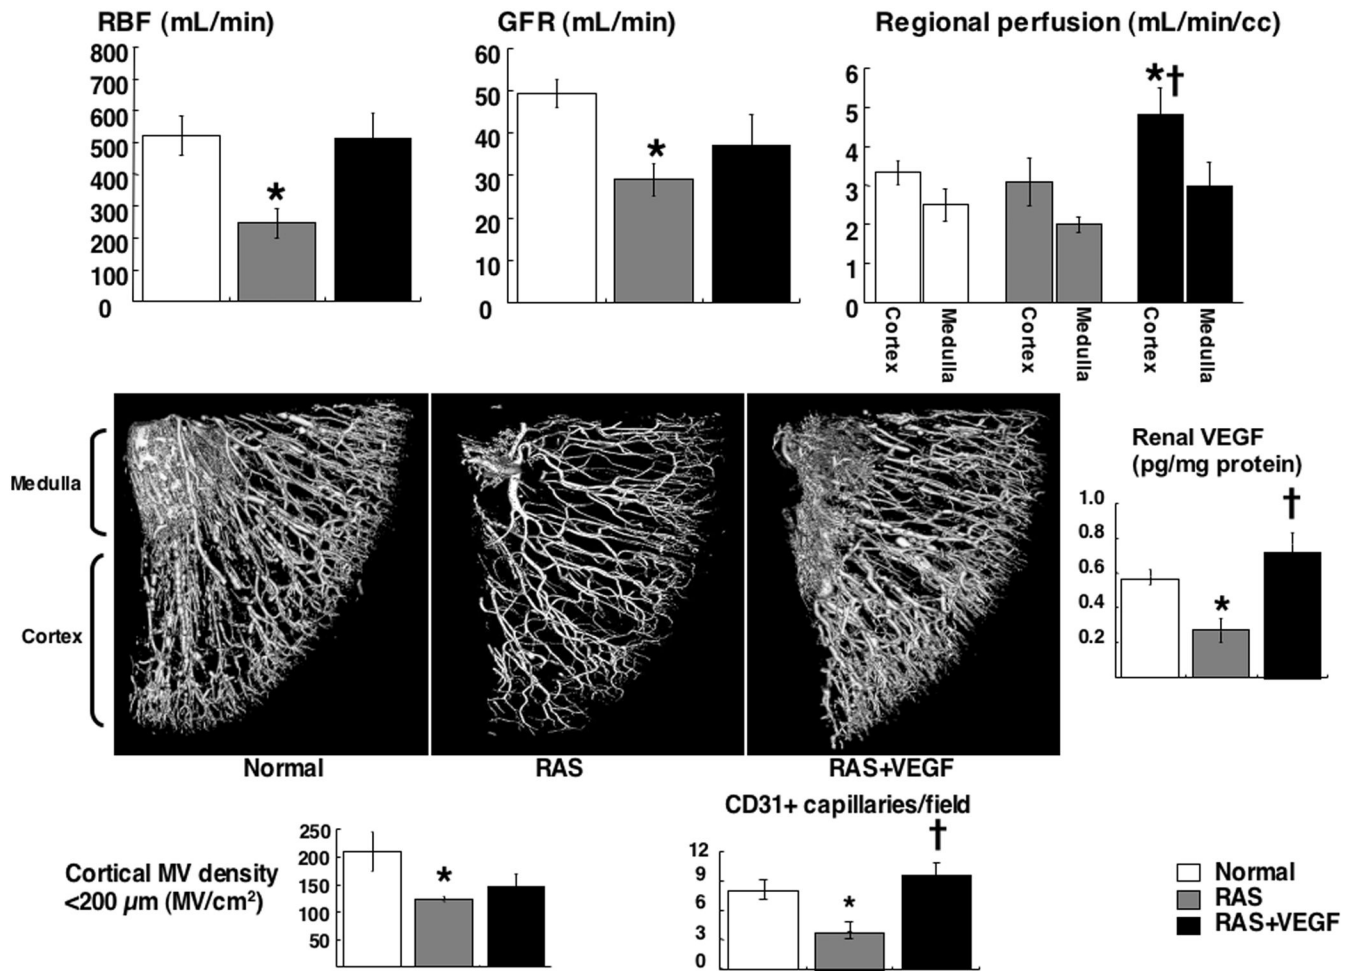 RBF (mL/min)
800
700
600
500
400
300
200
100
0
*
GFR (mL/min)
60
50
40
30
20
10
0
*
Regional perfusion (mL/min/cc)
6
5
4
3
2
1
0
*†
Cortex
Medulla
Cortex
Medulla
Cortex
Medulla
Medulla
Cortex
Normal
RAS
RAS+VEGF
Renal VEGF
(pg/mg protein)
1.0
0.8
0.6
0.4
0.2
*
†
Cortical MV density
<200 µm (MV/cm²)
250
200
150
100
50
*
CD31+ capillaries/field
12
9
6
3
0
*
†
Normal
RAS
RAS+VEGF